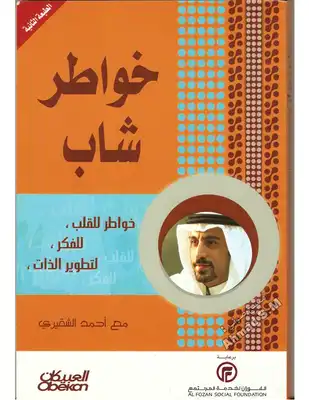 الطبعة الثانية
خواطر
شاب
خواطر للقلب ،
للفكر ،
لتطوير الذات ،
مع أحمد الشقيري
العبيكان
Obëkan
برعاية
الفوزان لخدمة المجتمع
AL FOZAN SOCIAL FOUNDATION